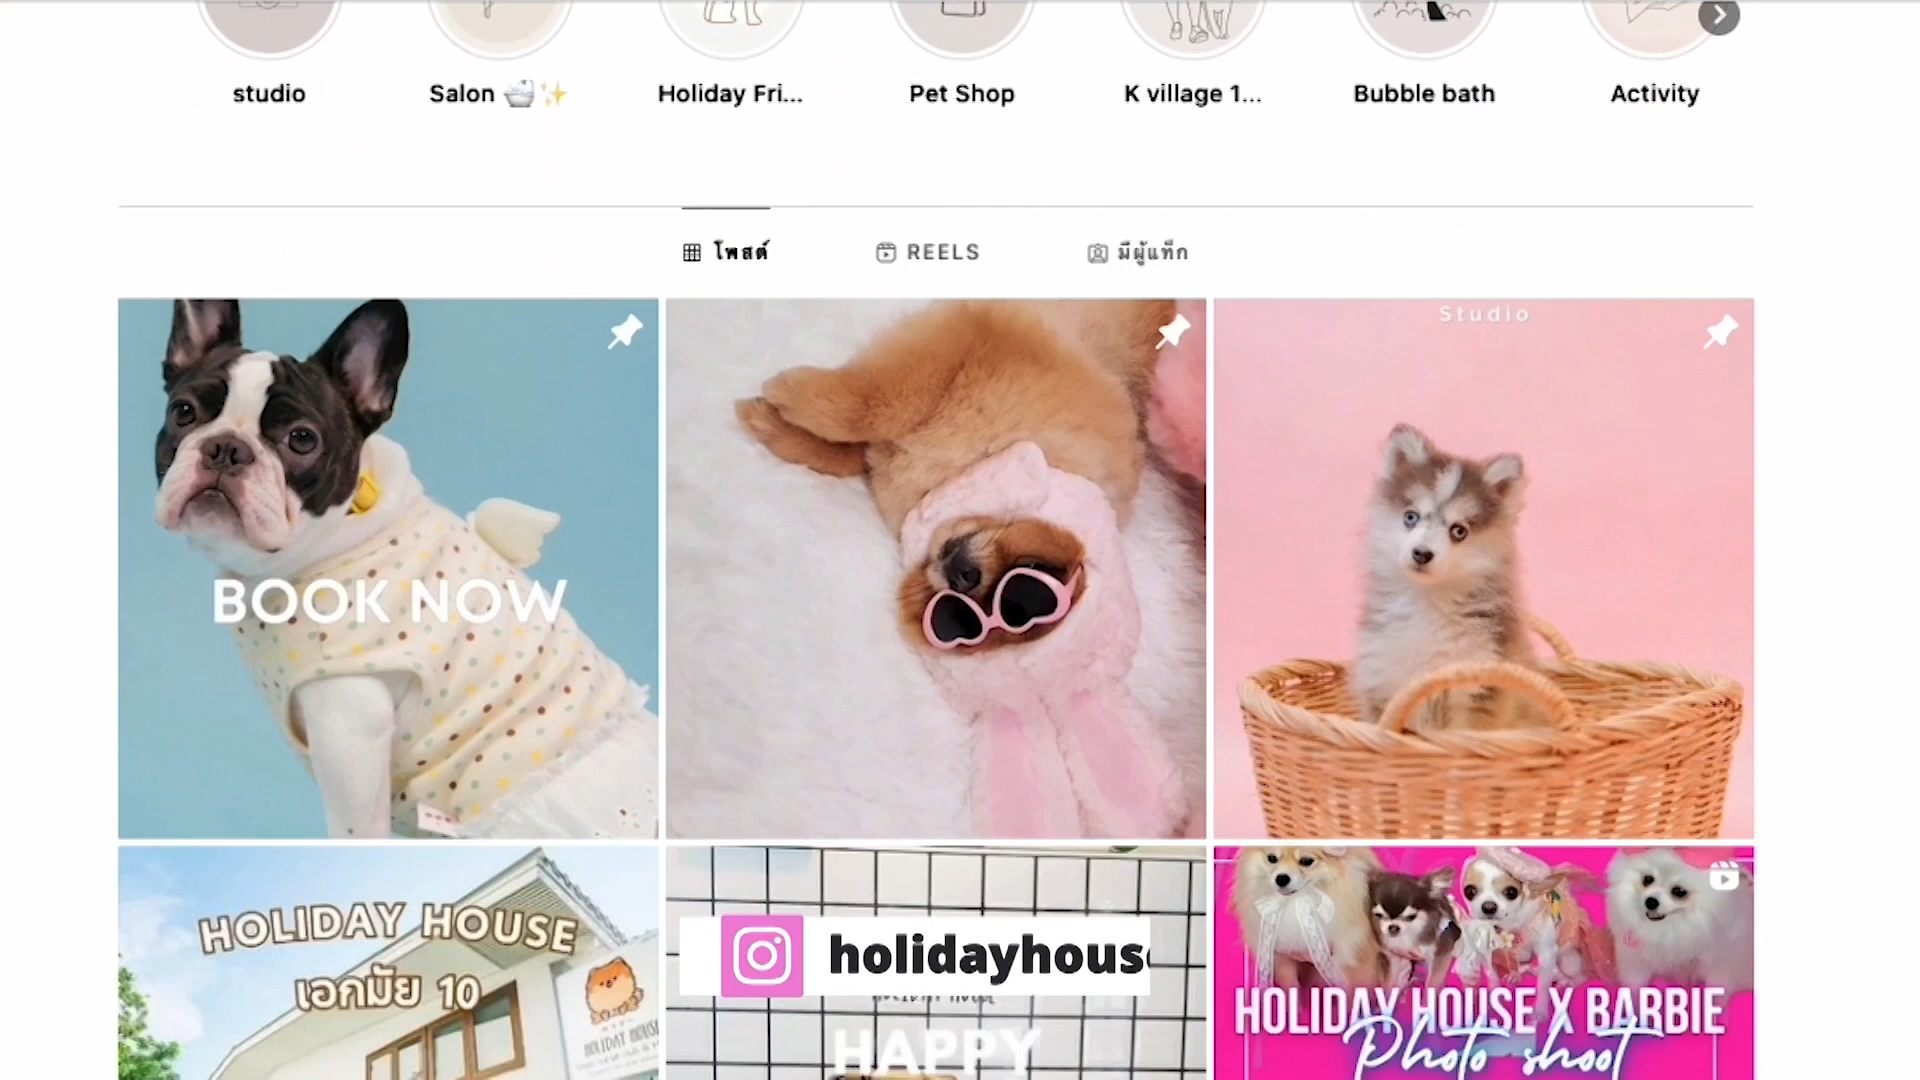 studio
Salon 🛁✨
Holiday Fri...
Pet Shop
K village 1...
Bubble bath
Activity
โพสต์
REELS
มีผู้แท็ก
Studio
BOOK NOW
HOLIDAY HOUSE
เอกมัย 10
HOLIDAY HOUSE
holidayhous
HAPPY
HOLIDAY HOUSE X BARBIE
Photo shoot